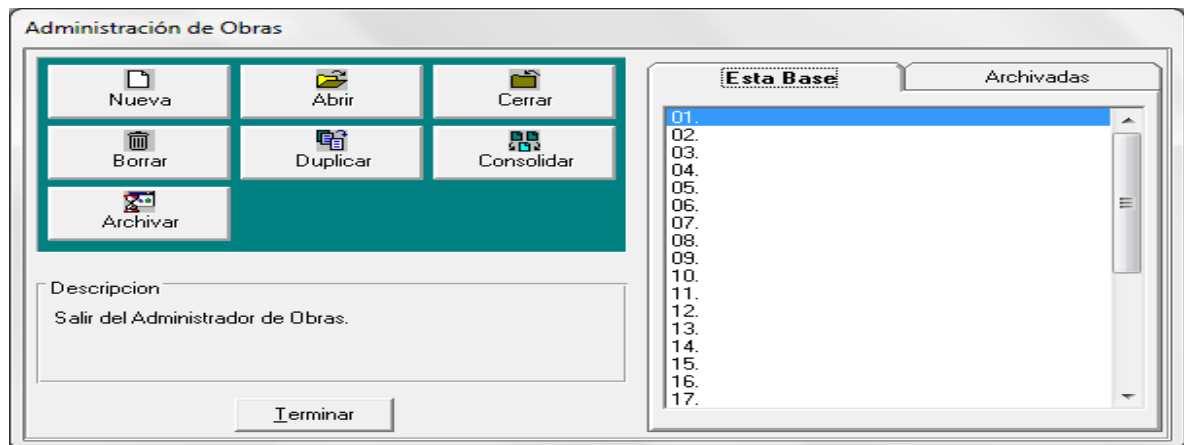 Administración de Obras
Nueva
Abrir
Cerrar
Borrar
Duplicar
Consolidar
Archivar
Descripcion
Salir del Administrador de Obras.
Terminar
Esta Base
Archivadas
01.
02.
03.
04.
05.
06.
07.
08.
09.
10.
11.
12.
13.
14.
15.
16.
17.